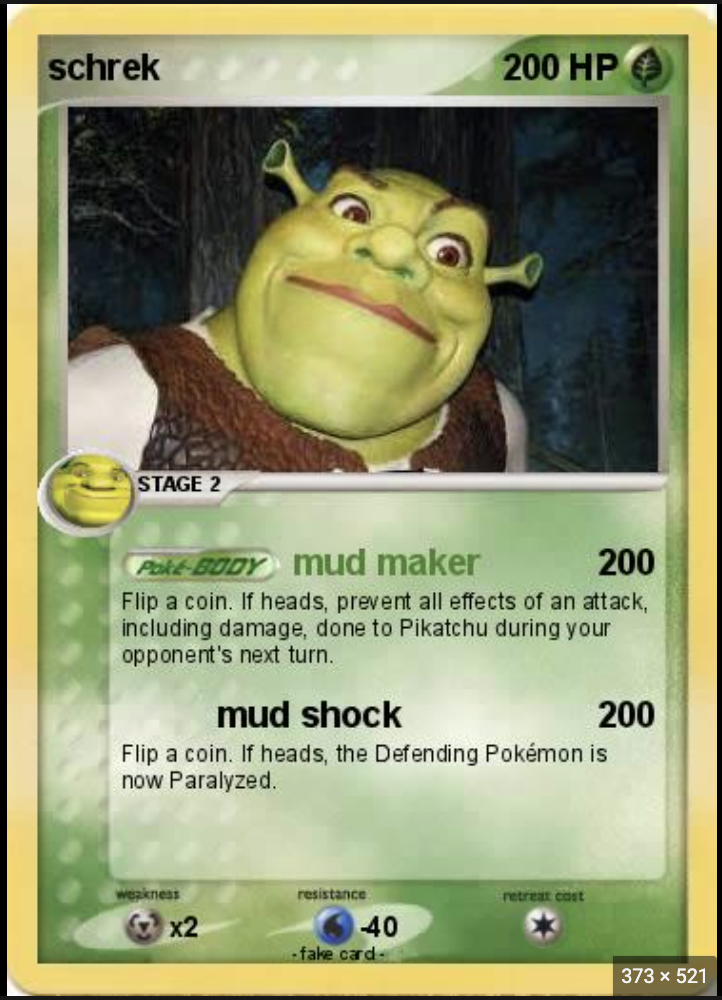 schrek 200 HP
STAGE 2
Poké-BODY mud maker 200
Flip a coin. If heads, prevent all effects of an attack,
including damage, done to Pikatchu during your
opponent's next turn.
mud shock 200
Flip a coin. If heads, the Defending Pokémon is
now Paralyzed.
weakness resistance retreat cost
x2 -40
-fake card-
373 × 521